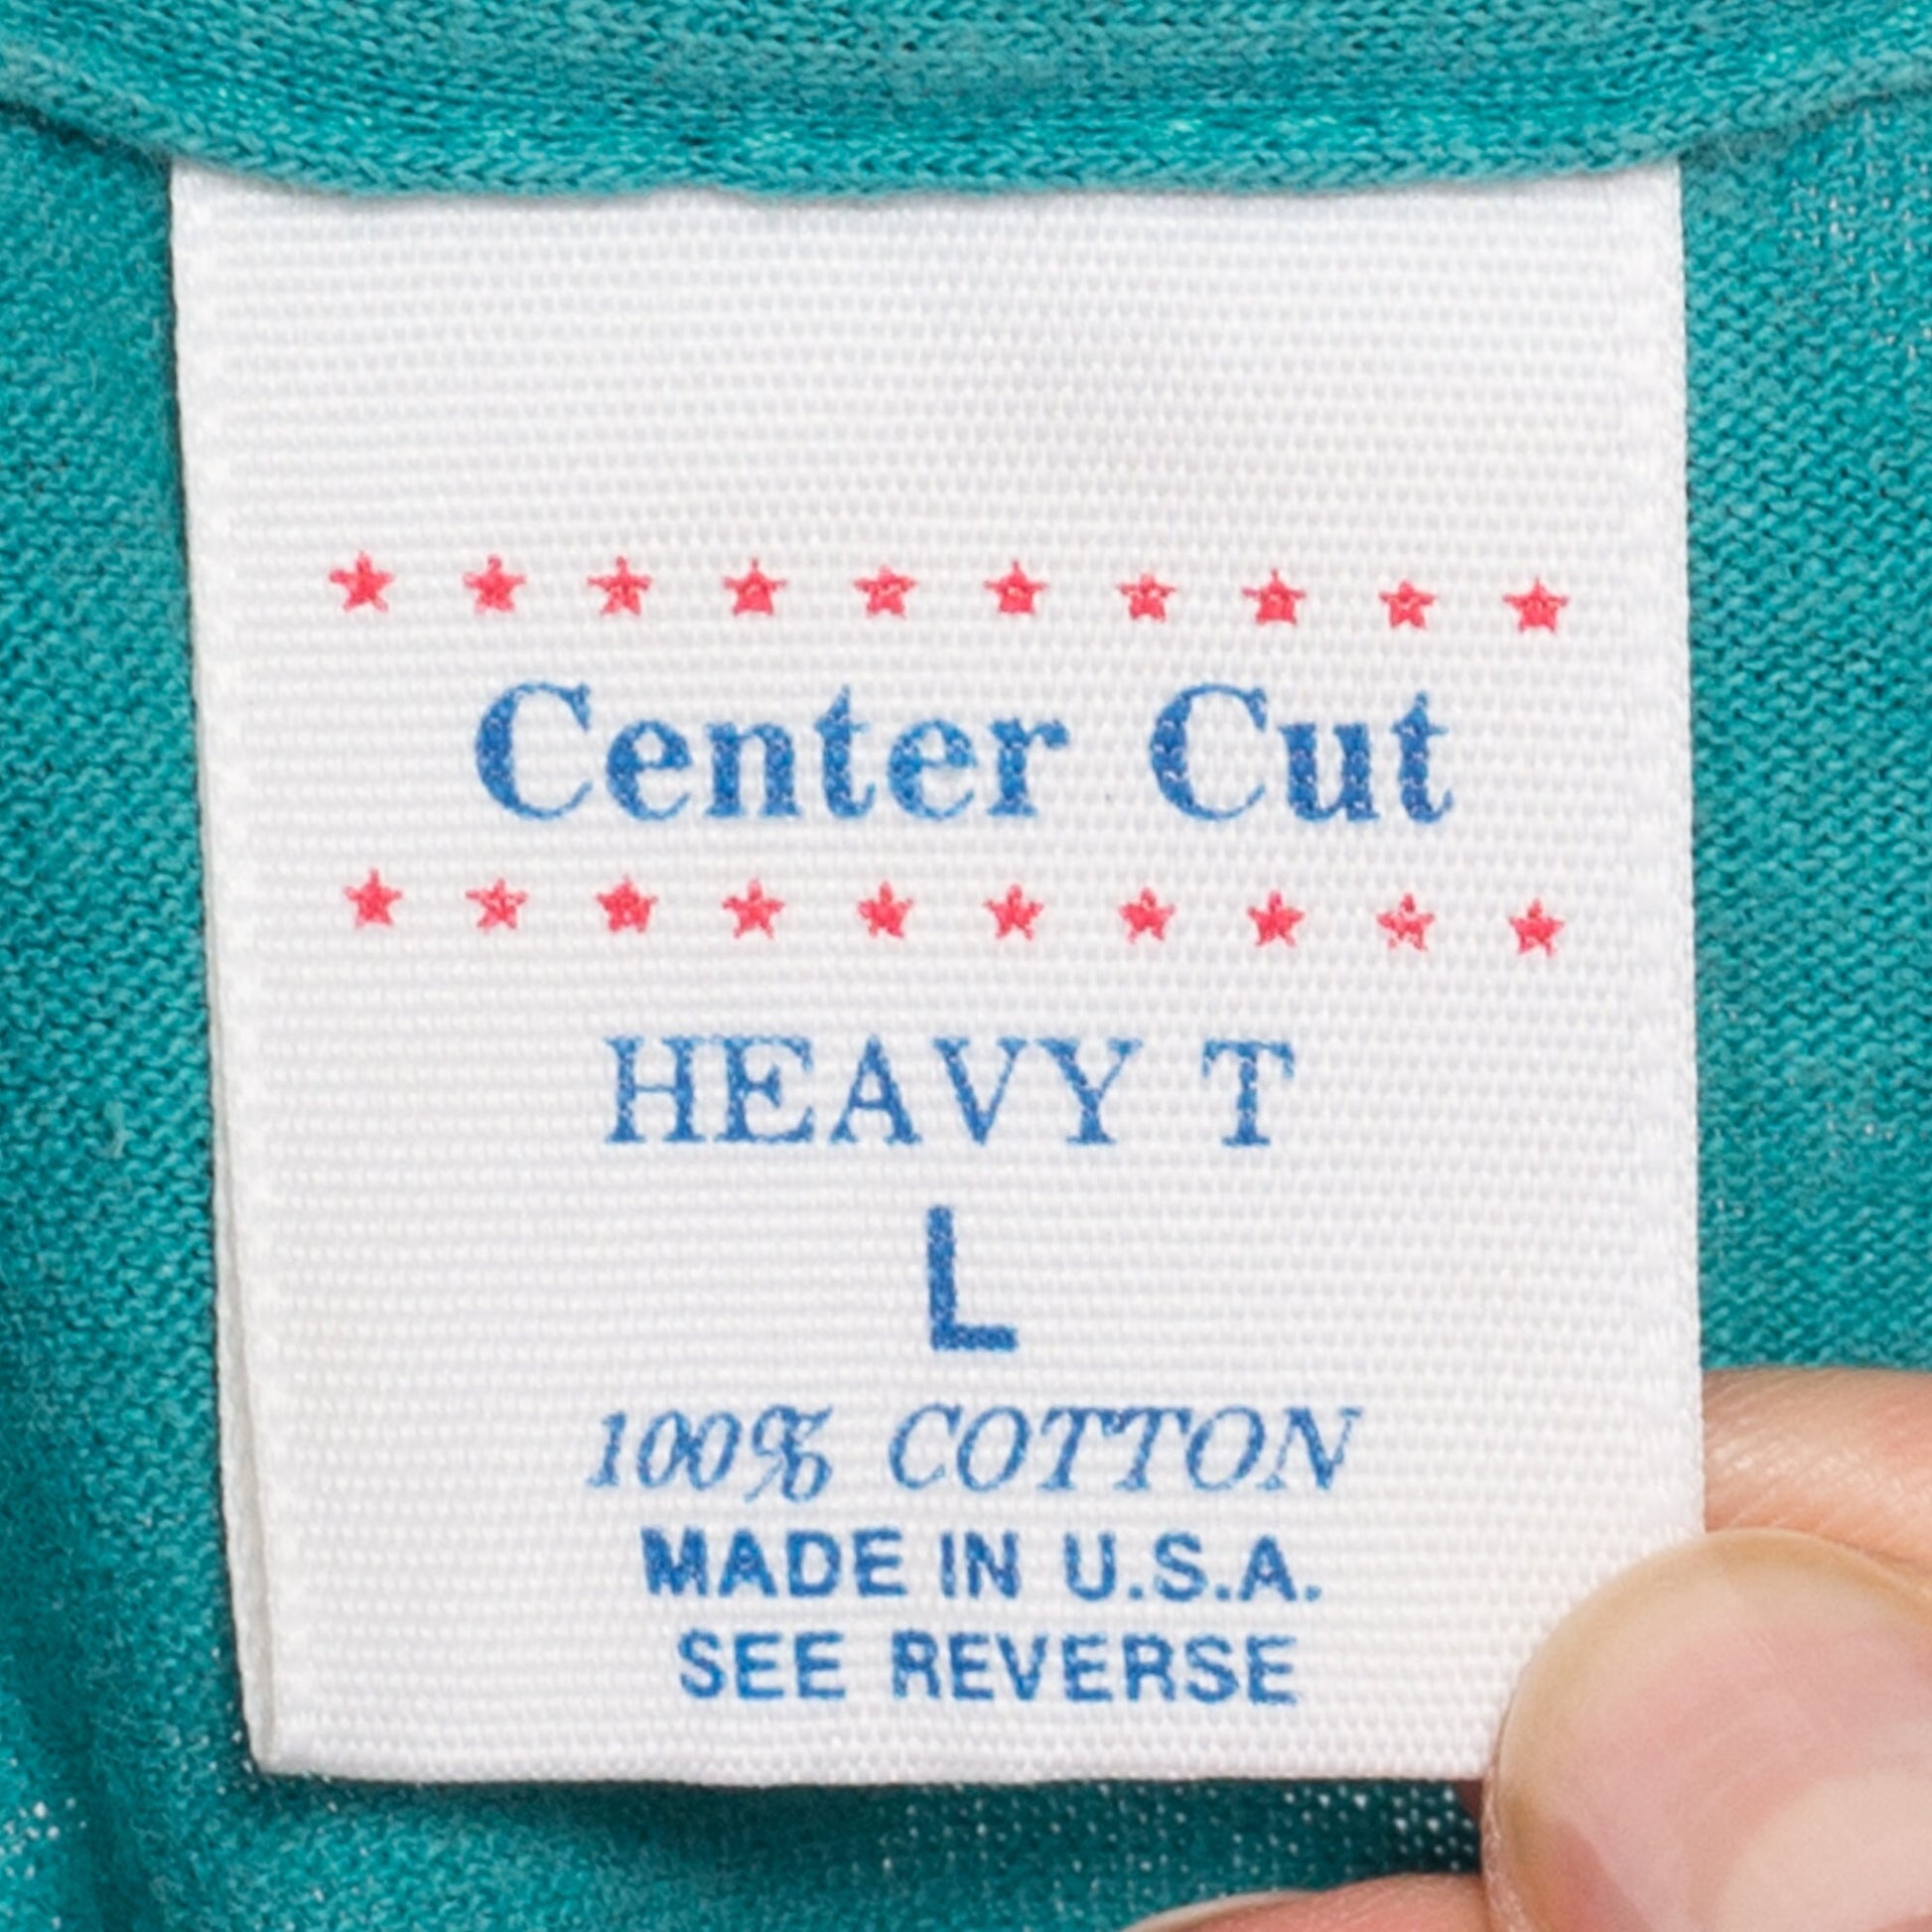 Center Cut
HEAVY T
L
100% COTTON
MADE IN U.S.A.
SEE REVERSE